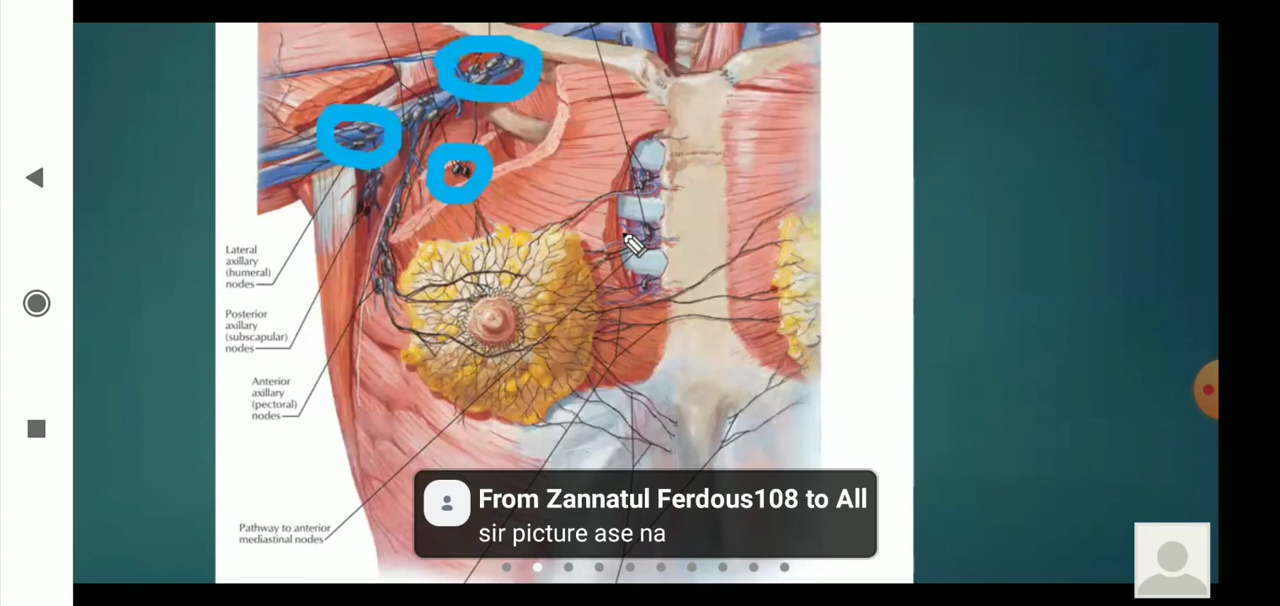 Lateral
axillary
(humeral)
nodes
Posterior
axillary
(subscapular)
nodes
Anterior
axillary
(pectoral)
nodes
Pathway to anterior
mediastinal nodes
From Zannatul Ferdous108 to All
sir picture ase na